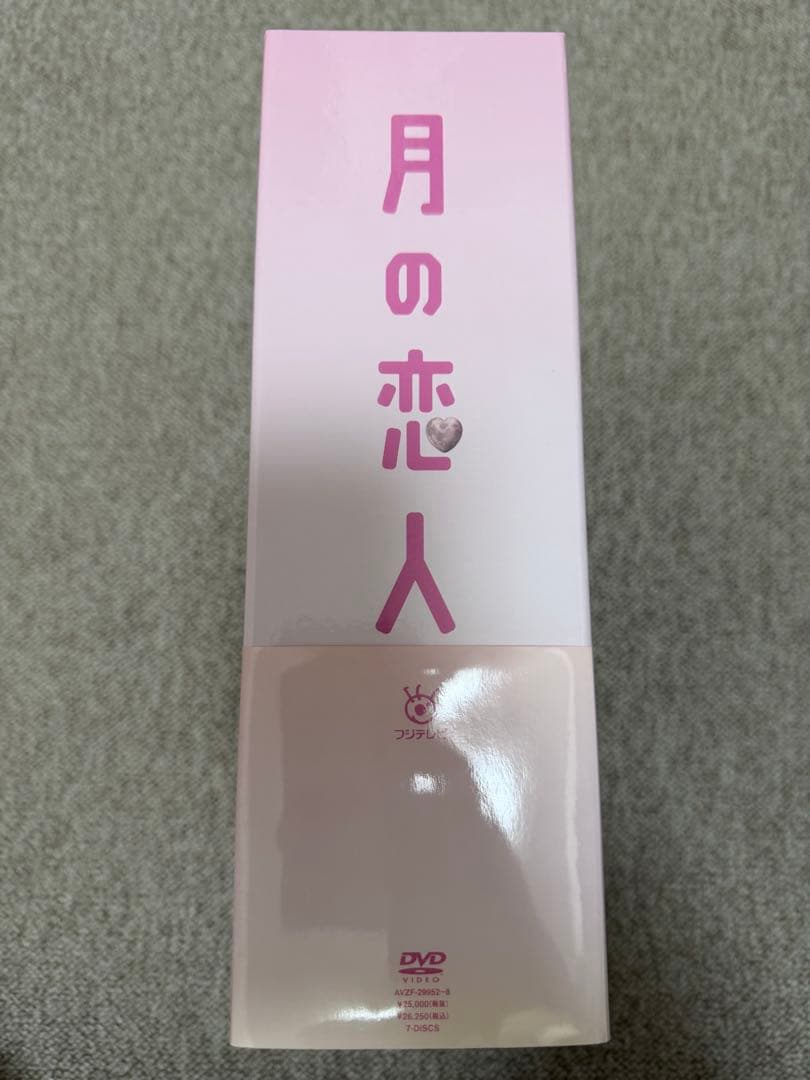 月の恋人
フジテレビ
DVD
VIDEO
AVZF-29952~8
¥25,000(税抜)
¥26,250(税込)
7-DISCS